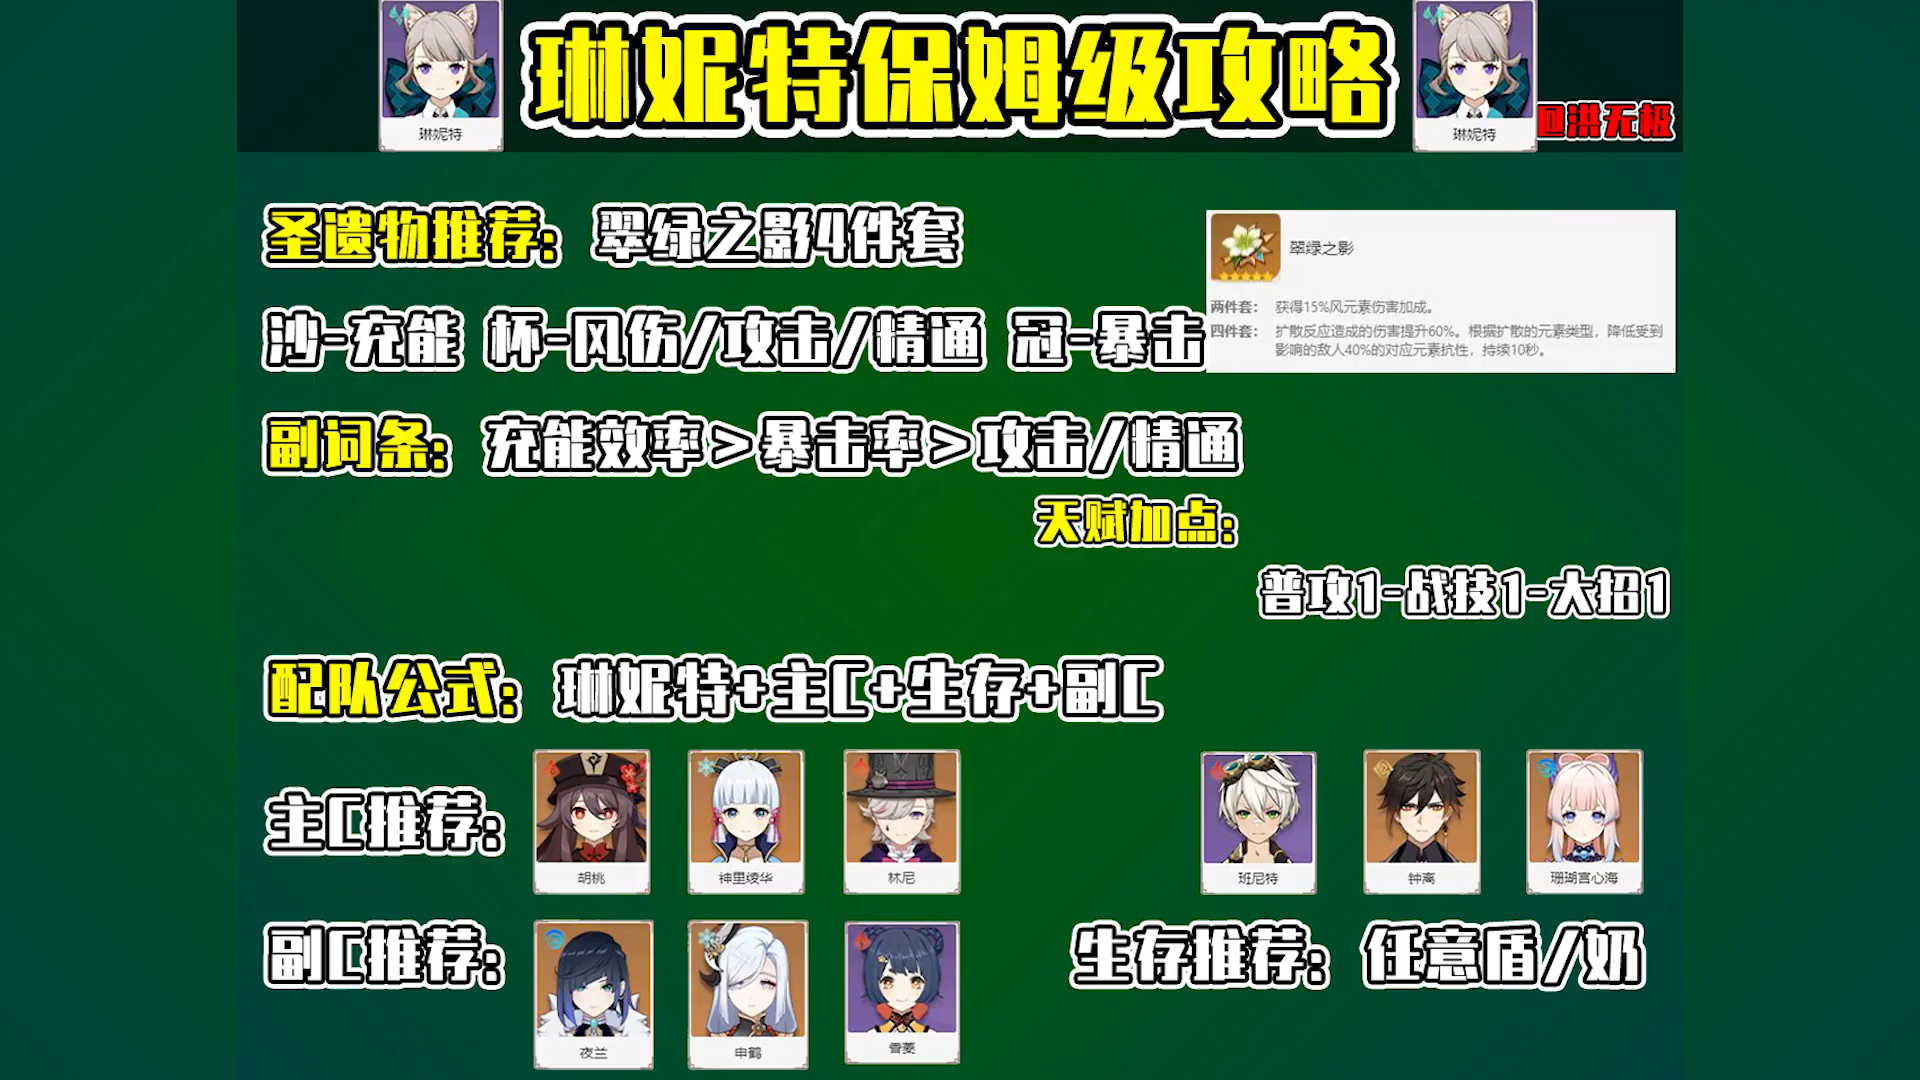 琳妮特
琳妮特保姆级攻略
琳妮特
@洪无极
圣遗物推荐: 翠绿之影4件套
沙-充能 杯-风伤/攻击/精通 冠-暴击
翠绿之影
两件套: 获得15%风元素伤害加成。
四件套: 扩散反应造成的伤害提升60%。根据扩散的元素类型，降低受到
影响的敌人40%的对应元素抗性，持续10秒。
副词条: 充能效率>暴击率>攻击/精通
天赋加点:
普攻1-战技1-大招1
配队公式: 琳妮特+主C+生存+副C
主C推荐:
胡桃 神里绫华 林尼
班尼特 钟离 珊瑚宫心海
副C推荐:
夜兰 申鹤 香菱
生存推荐: 任意盾/奶